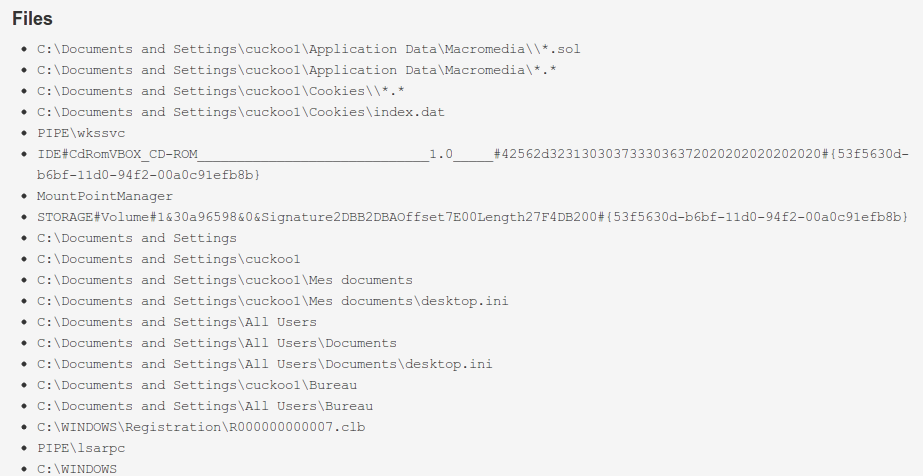 Files
C:\Documents and Settings\cuckoo1\Application Data\Macromedia\\*.sol
C:\Documents and Settings\cuckoo1\Application Data\Macromedia\*.*
C:\Documents and Settings\cuckoo1\Cookies\\*.*
C:\Documents and Settings\cuckoo1\Cookies\index.dat
PIPE\wkssvc
IDE#CdRomVBOX_CD-ROM_____________________________1.0_____#42562d3231303037333036372020202020202020#{53f5630d-
b6bf-11d0-94f2-00a0c91efb8b}
MountPointManager
STORAGE#Volume#1&30a96598&0&Signature2DBB2DBAOffset7E00Length27F4DB200#{53f5630d-b6bf-11d0-94f2-00a0c91efb8b}
C:\Documents and Settings
C:\Documents and Settings\cuckoo1
C:\Documents and Settings\cuckoo1\Mes documents
C:\Documents and Settings\cuckoo1\Mes documents\desktop.ini
C:\Documents and Settings\All Users
C:\Documents and Settings\All Users\Documents
C:\Documents and Settings\All Users\Documents\desktop.ini
C:\Documents and Settings\cuckoo1\Bureau
C:\Documents and Settings\All Users\Bureau
C:\WINDOWS\Registration\R000000000007.clb
PIPE\lsarpc
C:\WINDOWS